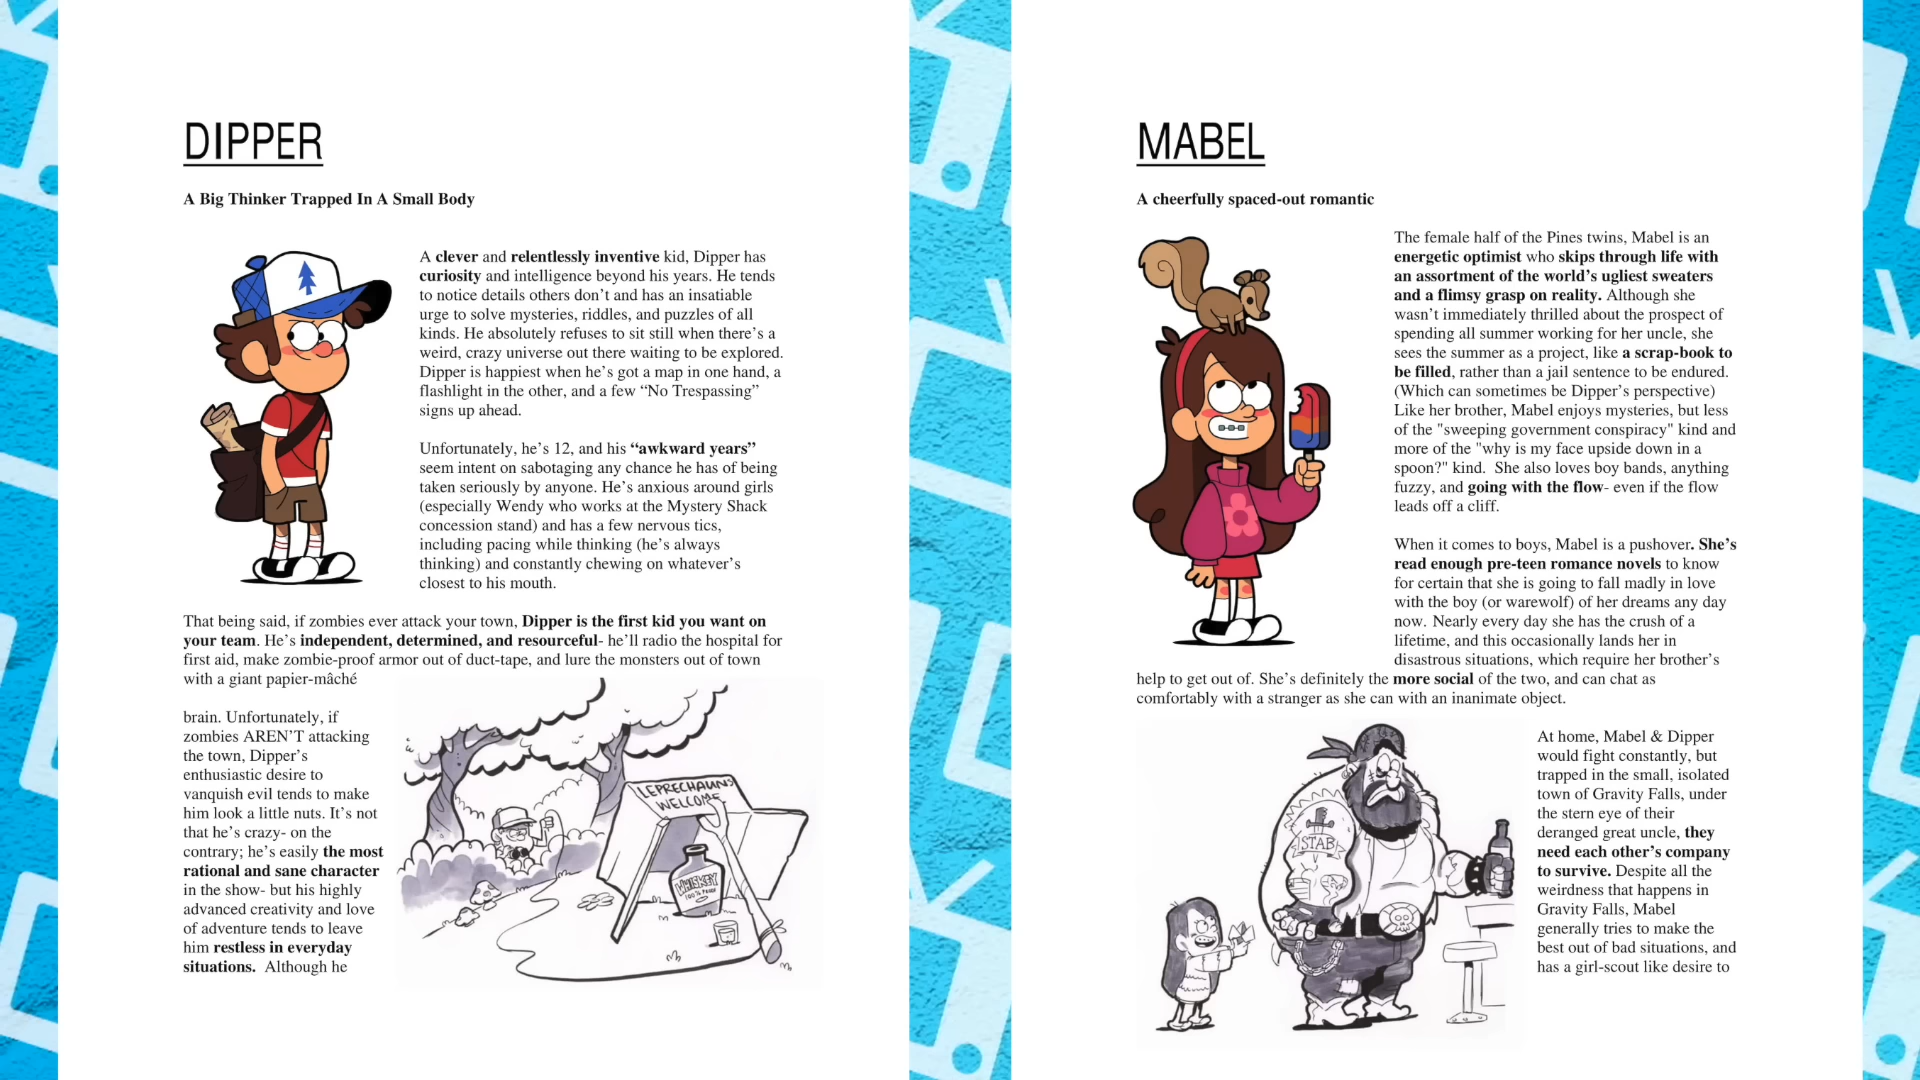 DIPPER
A Big Thinker Trapped In A Small Body
A clever and relentlessly inventive kid, Dipper has
curiosity and intelligence beyond his years. He tends
to notice details others don't and has an insatiable
urge to solve mysteries, riddles, and puzzles of all
kinds. He absolutely refuses to sit still when there's a
weird, crazy universe out there waiting to be explored.
Dipper is happiest when he's got a map in one hand, a
flashlight in the other, and a few “No Trespassing”
signs up ahead.
Unfortunately, he's 12, and his “awkward years”
seem intent on sabotaging any chance he has of being
taken seriously by anyone. He's anxious around girls
(especially Wendy who works at the Mystery Shack
concession stand) and has a few nervous tics,
including pacing while thinking (he's always
thinking) and constantly chewing on whatever's
closest to his mouth.
That being said, if zombies ever attack your town, Dipper is the first kid you want on
your team. He's independent, determined, and resourceful- he'll radio the hospital for
first aid, make zombie-proof armor out of duct-tape, and lure the monsters out of town
with a giant papier-mâché
brain. Unfortunately, if
zombies AREN'T attacking
the town, Dipper's
enthusiastic desire to
vanquish evil tends to make
him look a little nuts. It's not
that he's crazy- on the
contrary; he's easily the most
rational and sane character
in the show- but his highly
advanced creativity and love
of adventure tends to leave
him restless in everyday
situations.  Although he
LEPRECHAUNS
WELCOME
WHISKEY
100% PROOF
MABEL
A cheerfully spaced-out romantic
The female half of the Pines twins, Mabel is an
energetic optimist who skips through life with
an assortment of the world's ugliest sweaters
and a flimsy grasp on reality. Although she
wasn't immediately thrilled about the prospect of
spending all summer working for her uncle, she
sees the summer as a project, like a scrap-book to
be filled, rather than a jail sentence to be endured.
(Which can sometimes be Dipper's perspective)
Like her brother, Mabel enjoys mysteries, but less
of the "sweeping government conspiracy" kind and
more of the "why is my face upside down in a
spoon?" kind.  She also loves boy bands, anything
fuzzy, and going with the flow- even if the flow
leads off a cliff.
When it comes to boys, Mabel is a pushover. She's
read enough pre-teen romance novels to know
for certain that she is going to fall madly in love
with the boy (or warewolf) of her dreams any day
now. Nearly every day she has the crush of a
lifetime, and this occasionally lands her in
disastrous situations, which require her brother's
help to get out of. She's definitely the more social of the two, and can chat as
comfortably with a stranger as she can with an inanimate object.
STAB
At home, Mabel & Dipper
would fight constantly, but
trapped in the small, isolated
town of Gravity Falls, under
the stern eye of their
deranged great uncle, they
need each other's company
to survive. Despite all the
weirdness that happens in
Gravity Falls, Mabel
generally tries to make the
best out of bad situations, and
has a girl-scout like desire to